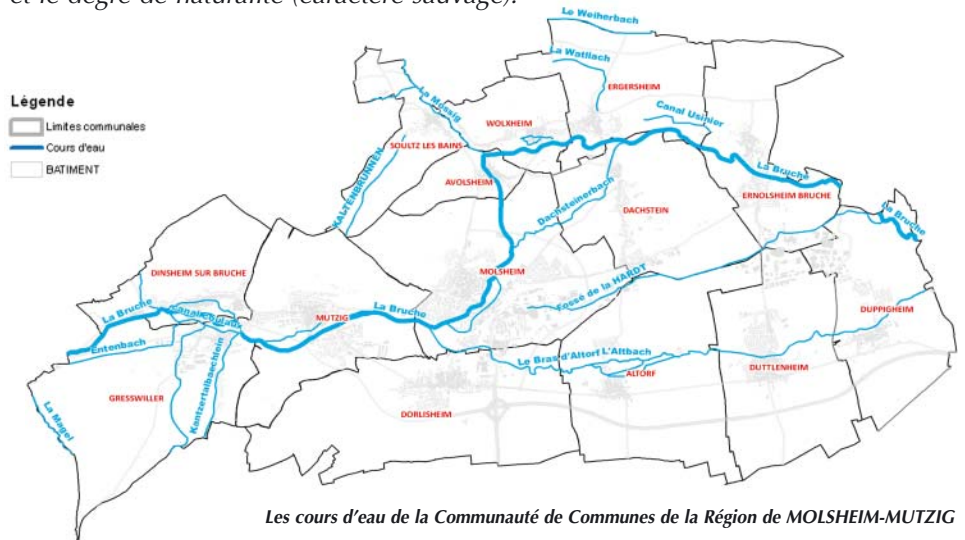 et le degré de naturalité (caractère sauvage).
Légende
Limites communales
Cours d'eau
BATIMENT
Le Weiherbach
La Watliach
ERGERSHEIM
Canal Usinier
La Mossig
WOLXHEIM
SOULTZ LES BAINS
KALTENBRUNNEN
AVOLSHEIM
La Bruche
ERNOLSHEIM BRUCHE
Dachsteinerbach
DACHSTEIN
La Bruche
DINSHEIM SUR BRUCHE
MOLSHEIM
Fossé de la HARDT
La Bruche
MUTZIG
La Bruche
DUPPIGHEIM
Entenbach
Le Bras d'Altorf L'Altbach
ALTORF
DUTTLENHEIM
GRESSWILLER
Kantzertalbaechlein
La Magel
DORLISHEIM
Les cours d'eau de la Communauté de Communes de la Région de MOLSHEIM-MUTZIG